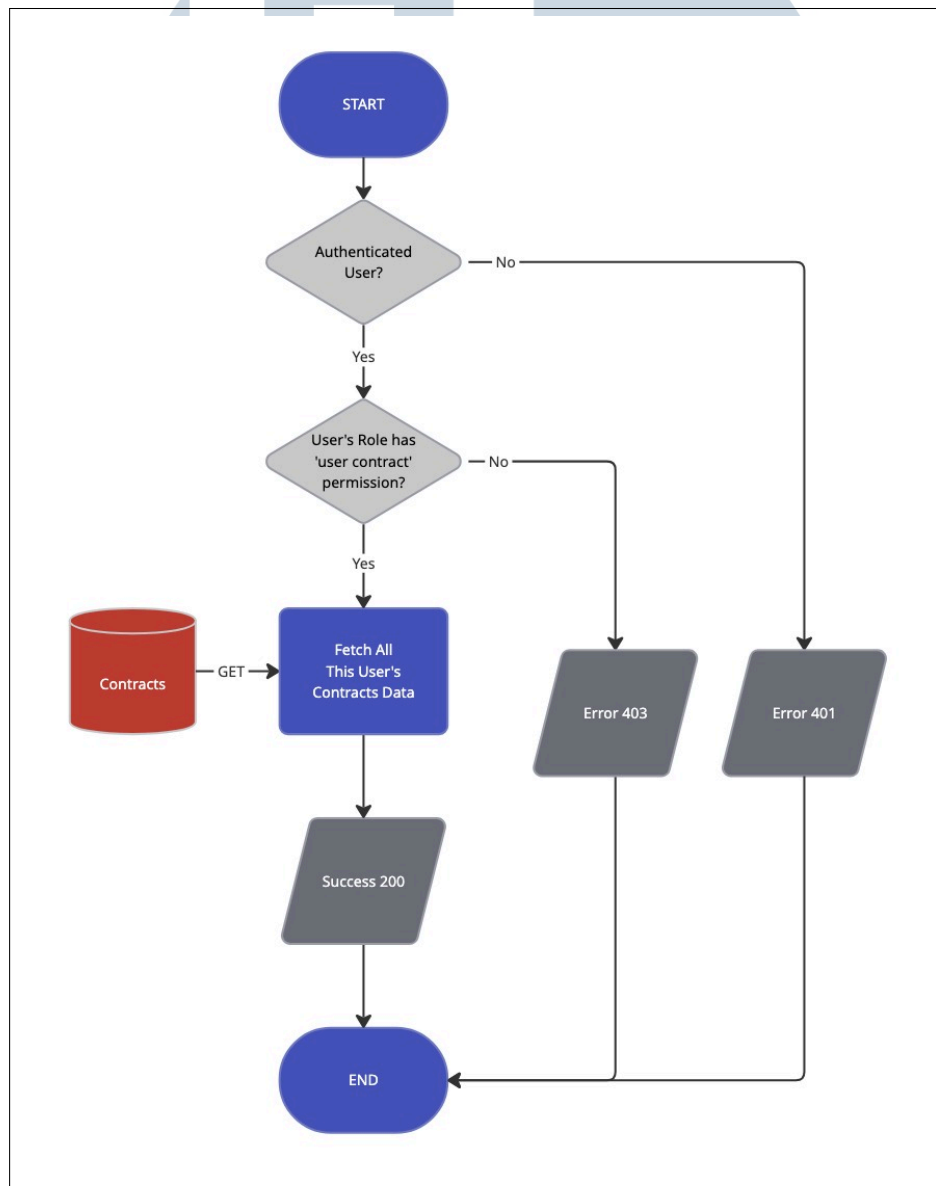 START
Authenticated
User?
No
Yes
User's Role has
'user contract'
permission?
No
Yes
Contracts
GET
Fetch All
This User's
Contracts Data
Error 403
Error 401
Success 200
END